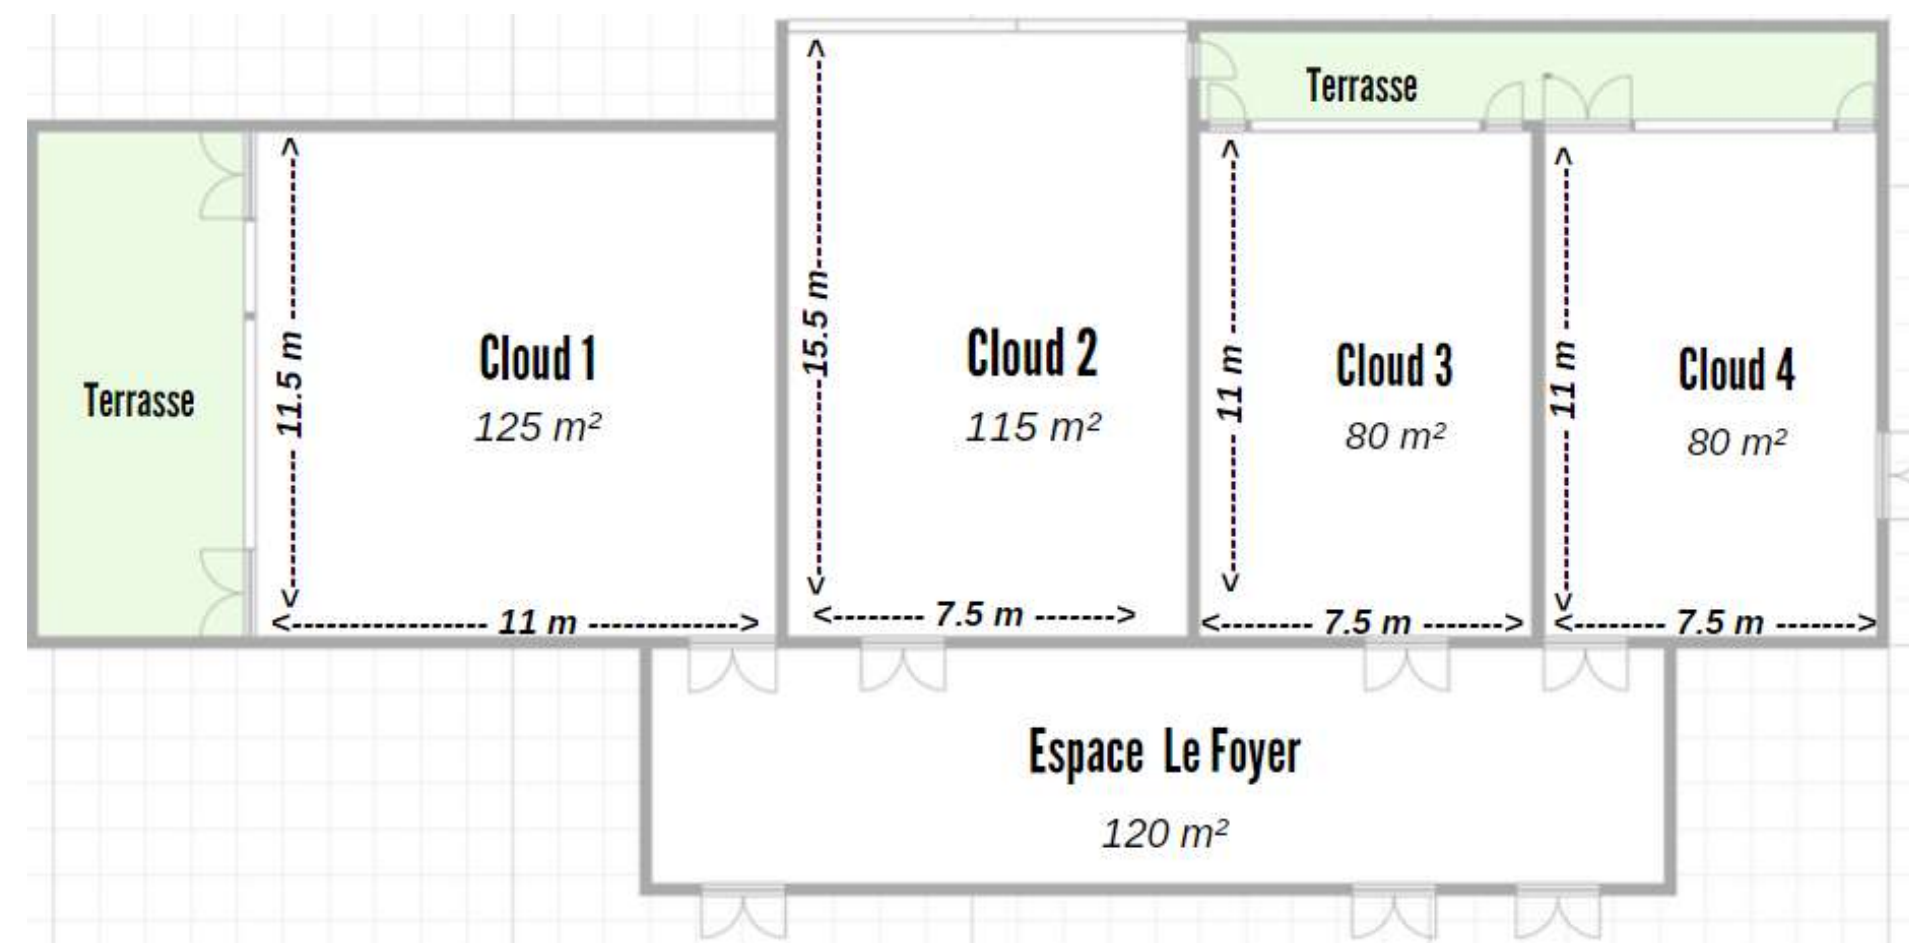 Terrasse
11.5 m
Cloud 1
125 m²
<---------------- 11 m ------------->
<------------15.5 m------------------>
Cloud 2
115 m²
<-------- 7.5 m ------->
Terrasse
11 m
Cloud 3
80 m²
<-------- 7.5 m ------->
11 m
Cloud 4
80 m²
<-------- 7.5 m ------->
Espace Le Foyer
120 m²